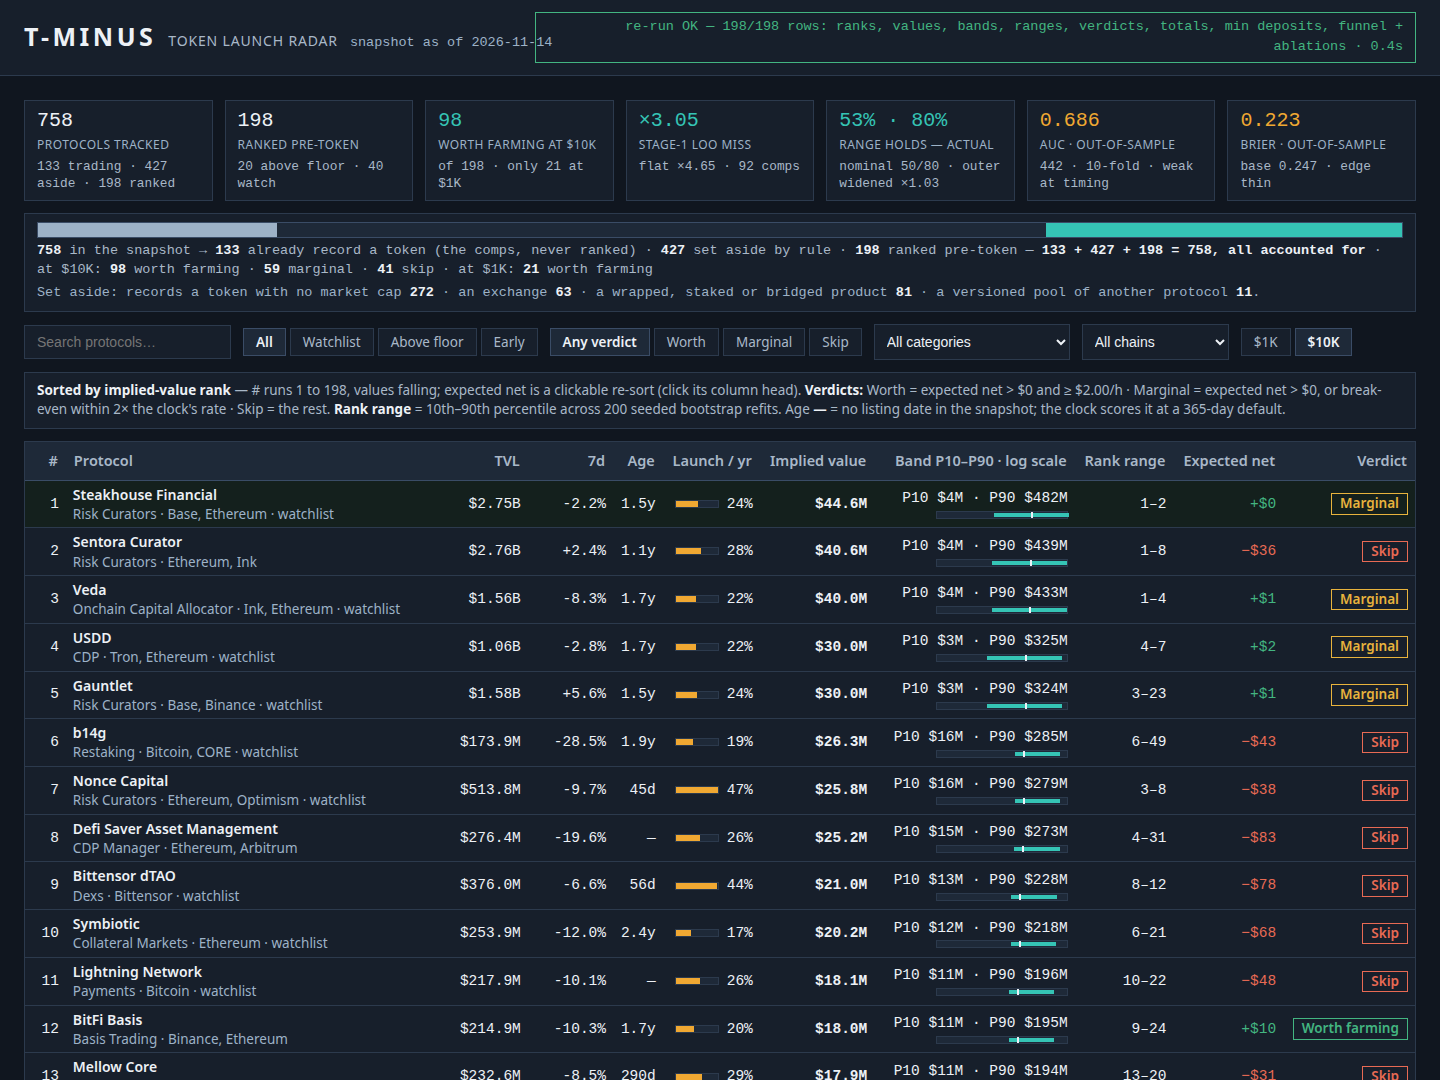 T-MINUS TOKEN LAUNCH RADAR snapshot as of 2026-11-14
re-run OK — 198/198 rows: ranks, values, bands, ranges, verdicts, totals, min deposits, funnel +
ablations · 0.4s
758
PROTOCOLS TRACKED
133 trading · 427
aside · 198 ranked
198
RANKED PRE-TOKEN
20 above floor · 40
watch
98
WORTH FARMING AT $10K
of 198 · only 21 at
$1K
×3.05
STAGE-1 LOO MISS
flat ×4.65 · 92 comps
53% · 80%
RANGE HOLDS — ACTUAL
nominal 50/80 · outer
widened ×1.03
0.686
AUC · OUT-OF-SAMPLE
442 · 10-fold · weak
at timing
0.223
BRIER · OUT-OF-SAMPLE
base 0.247 · edge
thin
758 in the snapshot → 133 already record a token (the comps, never ranked) · 427 set aside by rule · 198 ranked pre-token — 133 + 427 + 198 = 758, all accounted for ·
at $10K: 98 worth farming · 59 marginal · 41 skip · at $1K: 21 worth farming
Set aside: records a token with no market cap 272 · an exchange 63 · a wrapped, staked or bridged product 81 · a versioned pool of another protocol 11.
Search protocols… All Watchlist Above floor Early Any verdict Worth Marginal Skip All categories All chains $1K $10K
Sorted by implied-value rank — # runs 1 to 198, values falling; expected net is a clickable re-sort (click its column head). Verdicts: Worth = expected net > $0 and ≥ $2.00/h · Marginal = expected net > $0, or break-
even within 2× the clock's rate · Skip = the rest. Rank range = 10th–90th percentile across 200 seeded bootstrap refits. Age — = no listing date in the snapshot; the clock scores it at a 365-day default.
# Protocol TVL 7d Age Launch / yr Implied value Band P10–P90 · log scale Rank range Expected net Verdict
1 Steakhouse Financial $2.75B -2.2% 1.5y 24% $44.6M P10 $4M · P90 $482M 1–2 +$0 Marginal
Risk Curators · Base, Ethereum · watchlist
2 Sentora Curator $2.76B +2.4% 1.1y 28% $40.6M P10 $4M · P90 $439M 1–8 −$36 Skip
Risk Curators · Ethereum, Ink
3 Veda $1.56B -8.3% 1.7y 22% $40.0M P10 $4M · P90 $433M 1–4 +$1 Marginal
Onchain Capital Allocator · Ink, Ethereum · watchlist
4 USDD $1.06B -2.8% 1.7y 22% $30.0M P10 $3M · P90 $325M 4–7 +$2 Marginal
CDP · Tron, Ethereum · watchlist
5 Gauntlet $1.58B +5.6% 1.5y 24% $30.0M P10 $3M · P90 $324M 3–23 +$1 Marginal
Risk Curators · Base, Binance · watchlist
6 b14g $173.9M -28.5% 1.9y 19% $26.3M P10 $16M · P90 $285M 6–49 −$43 Skip
Restaking · Bitcoin, CORE · watchlist
7 Nonce Capital $513.8M -9.7% 45d 47% $25.8M P10 $16M · P90 $279M 3–8 −$38 Skip
Risk Curators · Ethereum, Optimism · watchlist
8 Defi Saver Asset Management $276.4M -19.6% — 26% $25.2M P10 $15M · P90 $273M 4–31 −$83 Skip
CDP Manager · Ethereum, Arbitrum
9 Bittensor dTAO $376.0M -6.6% 56d 44% $21.0M P10 $13M · P90 $228M 8–12 −$78 Skip
Dexs · Bittensor · watchlist
10 Symbiotic $253.9M -12.0% 2.4y 17% $20.2M P10 $12M · P90 $218M 6–21 −$68 Skip
Collateral Markets · Ethereum · watchlist
11 Lightning Network $217.9M -10.1% — 26% $18.1M P10 $11M · P90 $196M 10–22 −$48 Skip
Payments · Bitcoin · watchlist
12 BitFi Basis $214.9M -10.3% 1.7y 20% $18.0M P10 $11M · P90 $195M 9–24 +$10 Worth farming
Basis Trading · Binance, Ethereum
13 Mellow Core $232.6M -8.5% 290d 29% $17.9M P10 $11M · P90 $194M 13–20 −$31 Skip